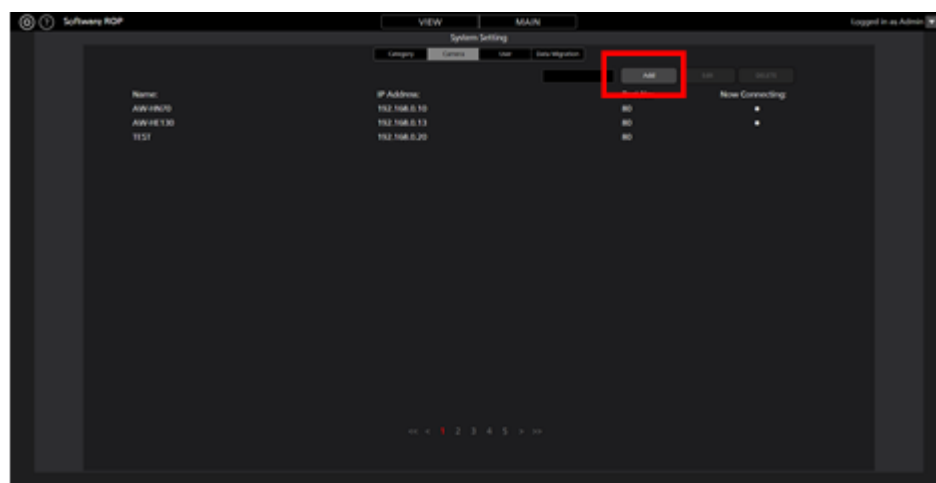 Software ROP VIEW MAIN Logged in as Admin
System Setting
Category Camera User Data Migration
Add Edit DELETE
Name: IP Address: Now Connecting:
AW-HN70 192.168.0.10 80
AW-HE130 192.168.0.13 80
TEST 192.168.0.20 80
<< < 1 2 3 4 5 > >>